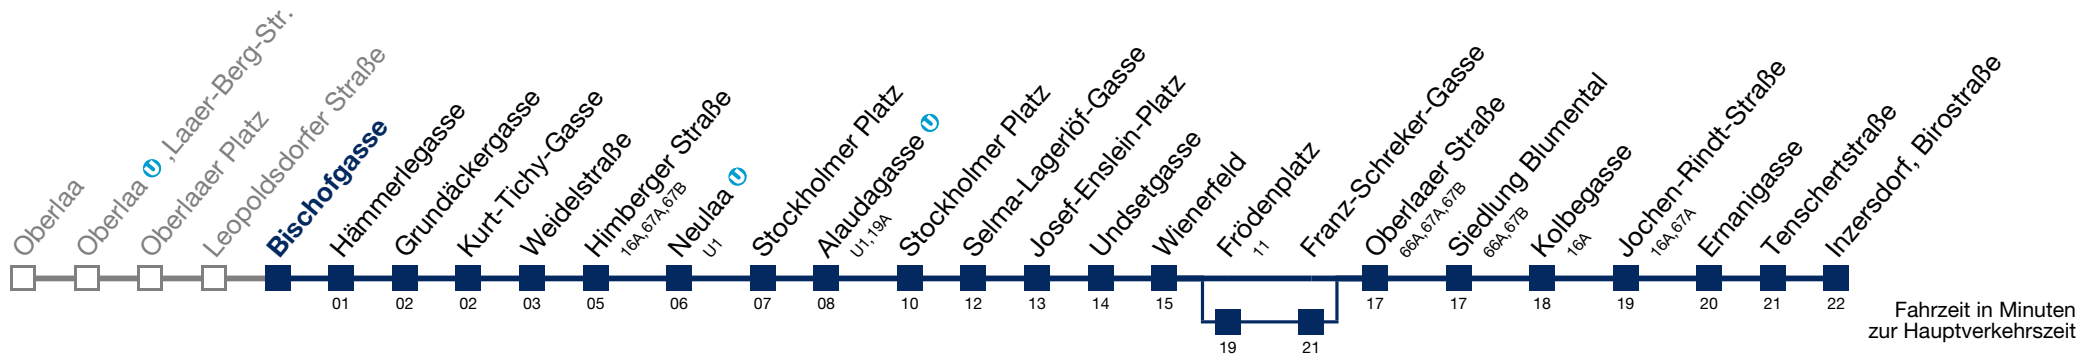 Oberlaa
Oberlaa U, Laaer-Berg-Str.
Oberlaaer Platz
Leopoldsdorfer Straße
Bischofgasse
Hämmerlegasse
Grundäckergasse
Kurt-Tichy-Gasse
Weidelstraße
Himberger Straße
16A,67A,67B
Neulaa U
U1
Stockholmer Platz
Alaudagasse U
U1,19A
Stockholmer Platz
Selma-Lagerlöf-Gasse
Josef-Enslein-Platz
Undsetgasse
Wienerfeld
Frödenplatz
11
Franz-Schreker-Gasse
Oberlaaer Straße
66A,67A,67B
Siedlung Blumental
66A,67B
Kolbegasse
16A
Jochen-Rindt-Straße
16A,67A
Ernanigasse
Tenschertstraße
Inzersdorf, Birostraße
01 02 02 03 05 06 07 08 10 12 13 14 15 17 17 18 19 20 21 22
19 21
Fahrzeit in Minuten
zur Hauptverkehrszeit